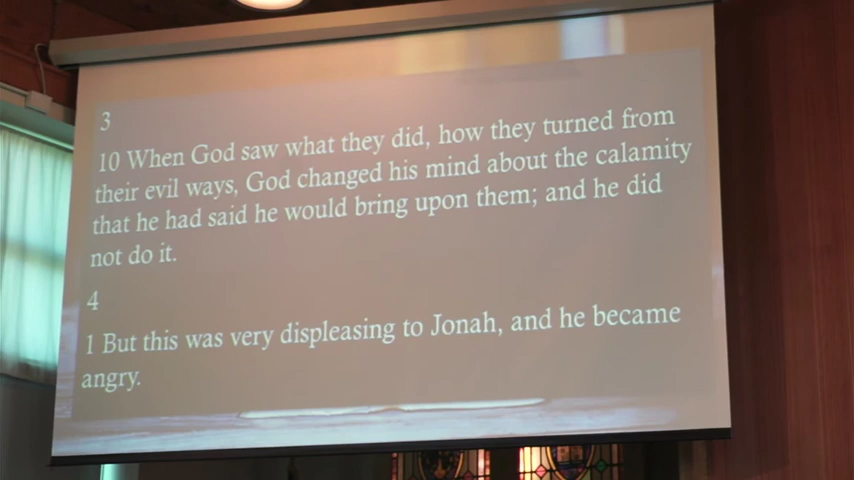 3
10 When God saw what they did, how they turned from
their evil ways, God changed his mind about the calamity
that he had said he would bring upon them; and he did
not do it.
4
1 But this was very displeasing to Jonah, and he became
angry.